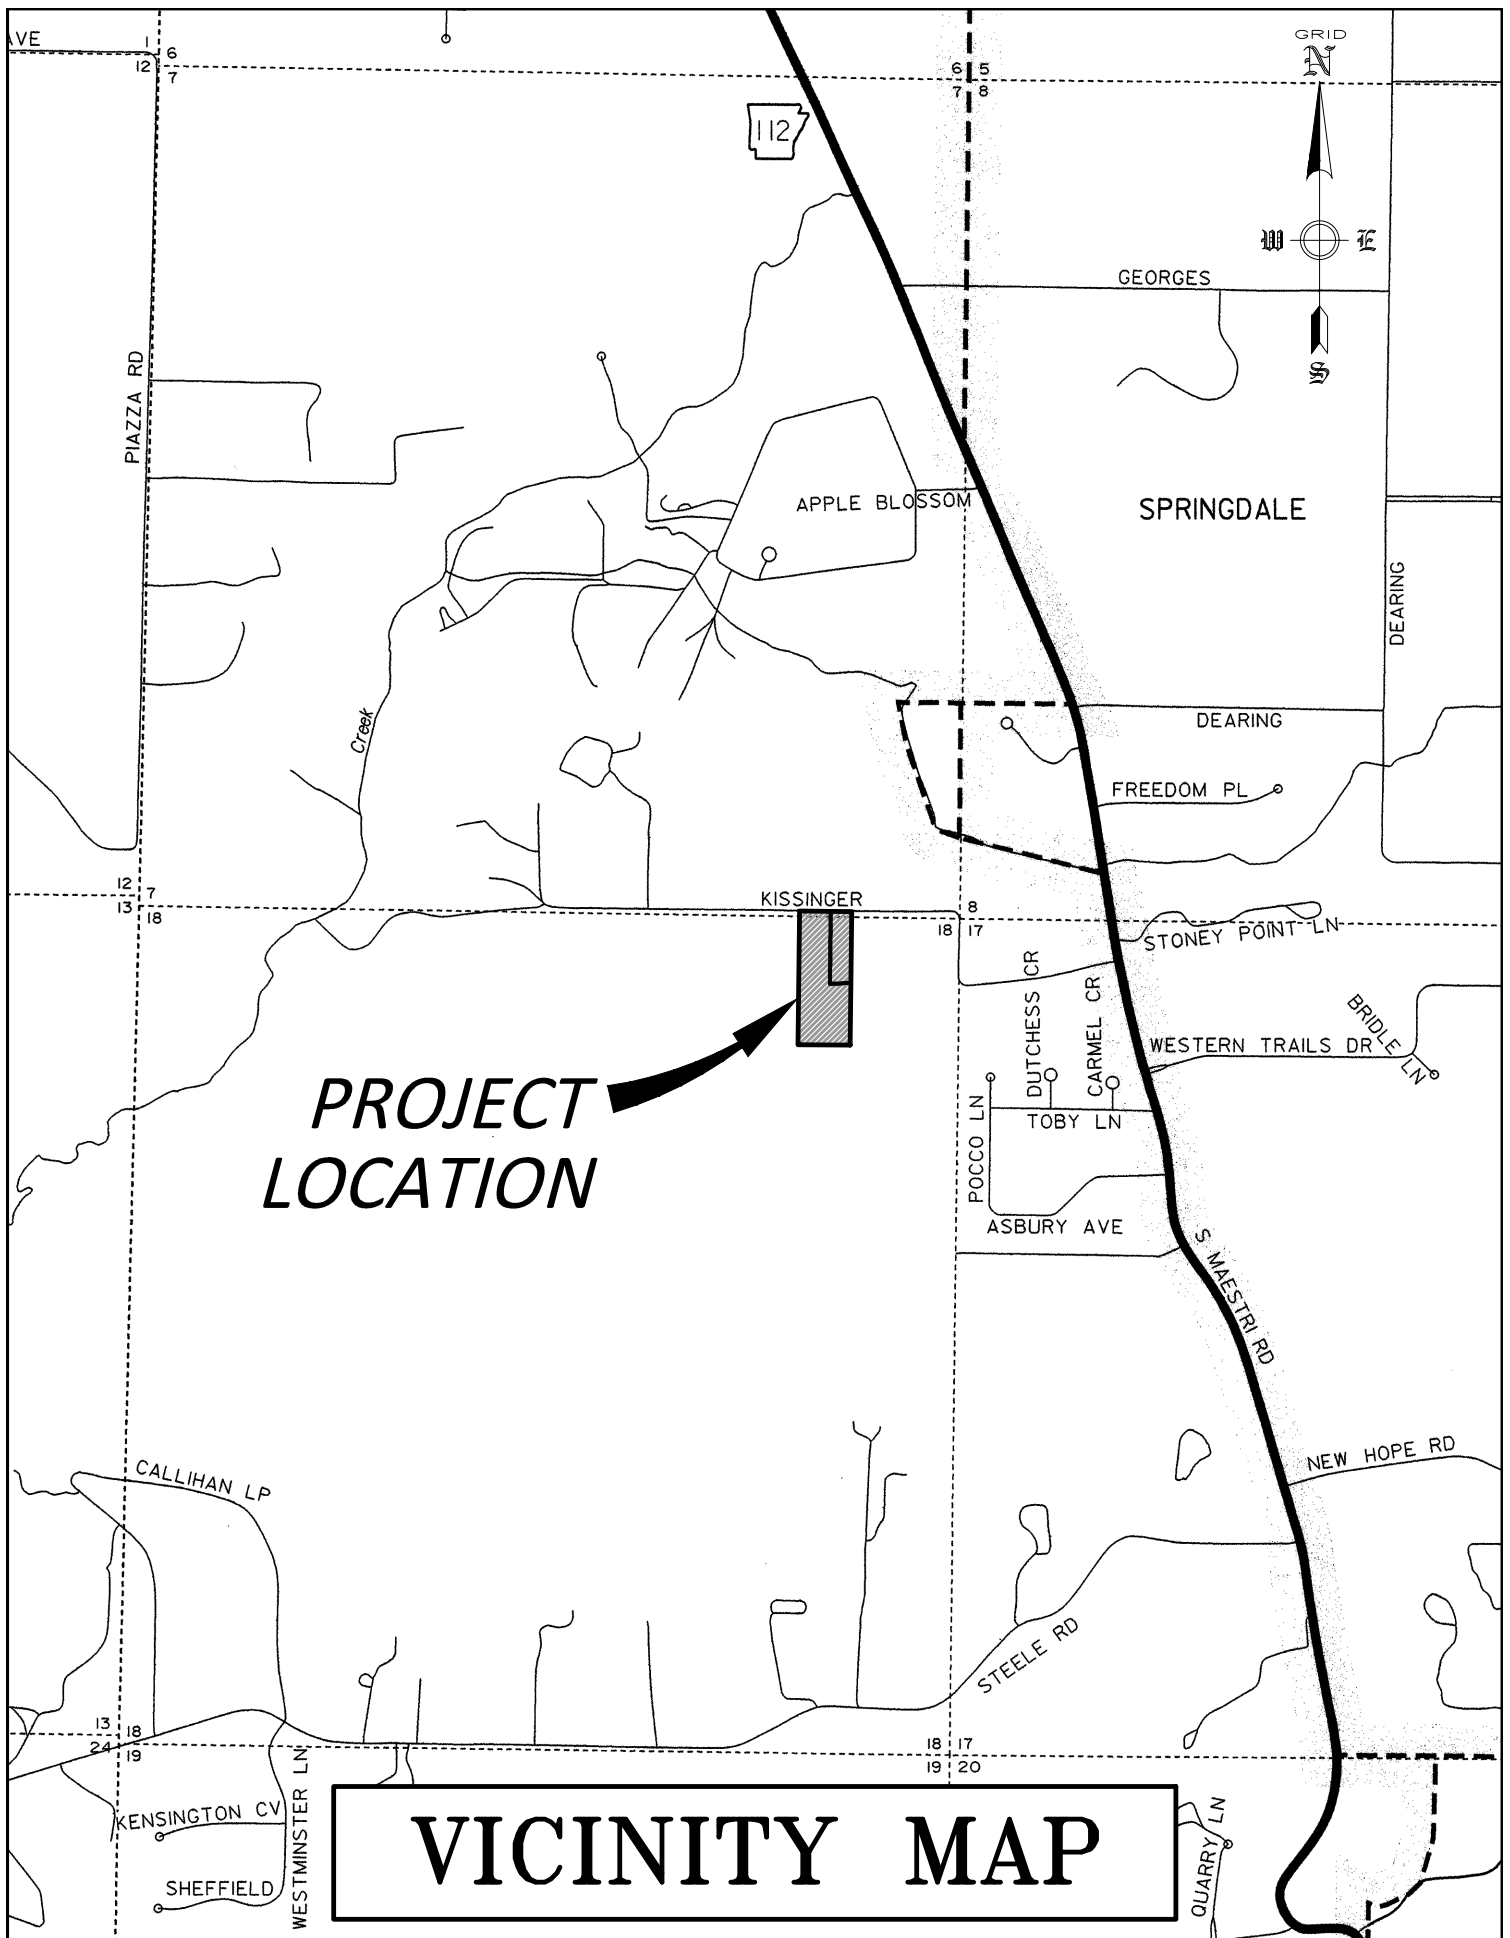 AVE
1
6
12
7
6 5
7 8
GRID
N
112
W E
GEORGES
S
PIAZZA RD
APPLE BLOSSOM
SPRINGDALE
DEARING
Creek
DEARING
FREEDOM PL
12
7
13
18
KISSINGER
8
18 17
STONEY POINT LN
DUTCHESS CR
CARMEL CR
BRIDLE LN
WESTERN TRAILS DR
PROJECT
LOCATION
POCCO LN
TOBY LN
ASBURY AVE
S MAESTRI RD
NEW HOPE RD
CALLIHAN LP
STEELE RD
13 18
24 19
18 17
19 20
WESTMINSTER LN
KENSINGTON CV
SHEFFIELD
VICINITY MAP
QUARRY LN